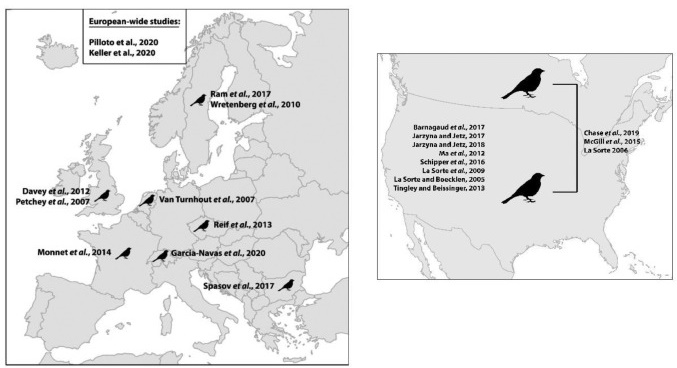 European-wide studies:
Pilloto et al., 2020
Keller et al., 2020
Ram et al., 2017
Wretenberg et al., 2010
Davey et al., 2012
Petchey et al., 2007
Van Turnhout et al., 2007
Reif et al., 2013
Monnet et al., 2014
García-Navas et al., 2020
Spasov et al., 2017
Barnagaud et al., 2017
Jarzyna and Jetz, 2017
Jarzyna and Jetz, 2018
Ma et al., 2012
Schipper et al., 2016
La Sorte et al., 2009
La Sorte and Boecklen, 2005
Tingley and Beissinger, 2013
Chase et al., 2019
McGill et al., 2015
La Sorte 2006